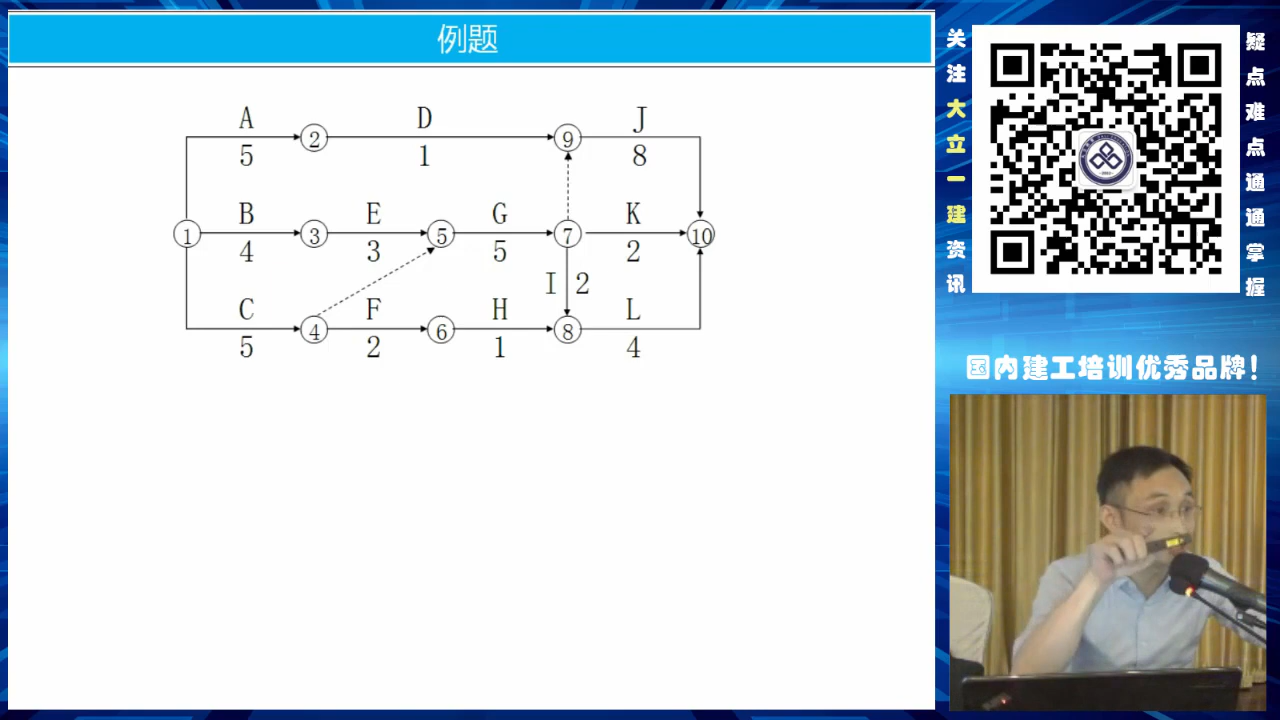 例题
A
D
J
5
②
1
⑨
8
B
E
G
K
①
③
⑤
⑦
⑩
4
3
5
2
I 2
C
F
H
L
④
⑥
⑧
5
2
1
4
关注大立一建资讯
疑点难点通通掌握
国内建工培训优秀品牌!